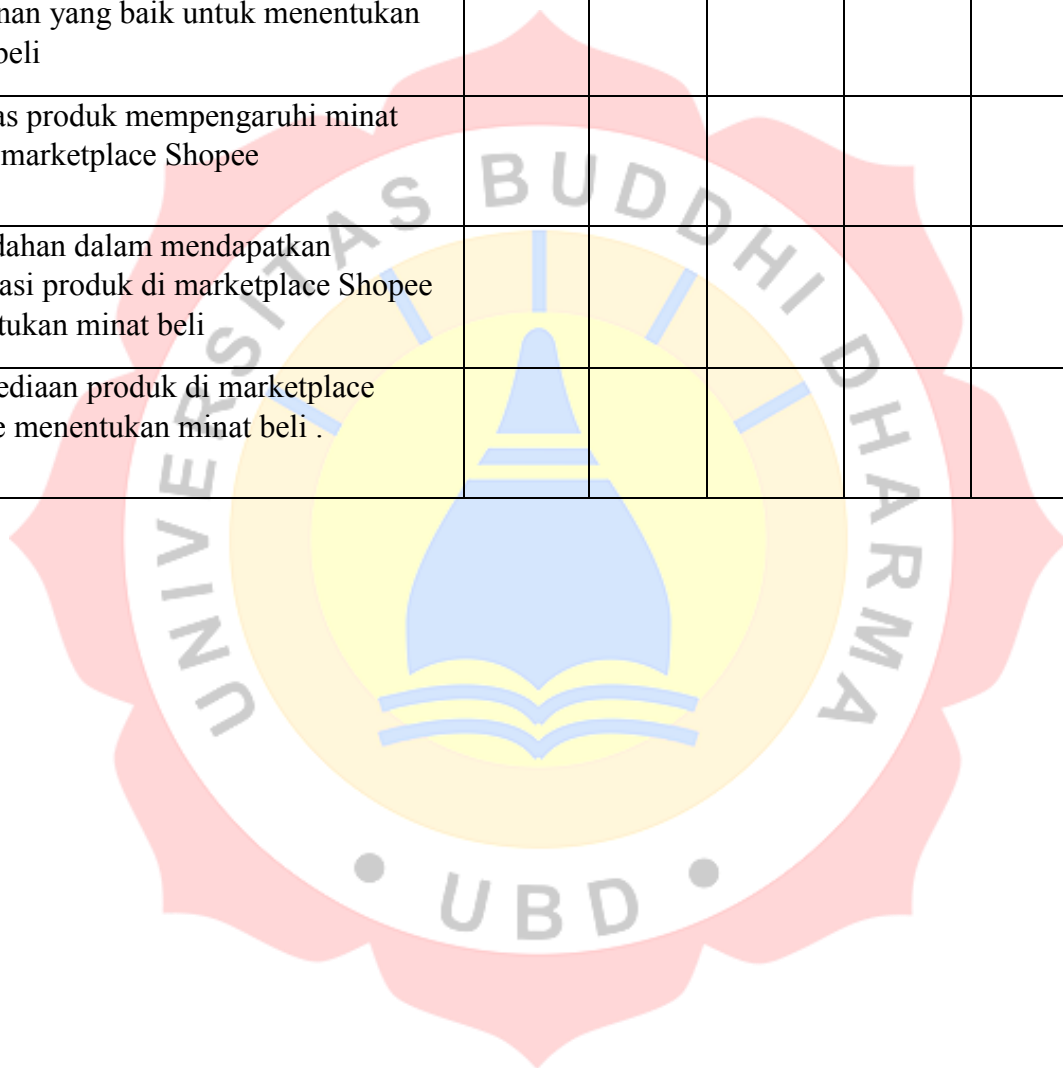 nan yang baik untuk menentukan
beli
as produk mempengaruhi minat
marketplace Shopee
dahan dalam mendapatkan
asi produk di marketplace Shopee
tukan minat beli
ediaan produk di marketplace
e menentukan minat beli .
UNIVERSITAS BUDDHI DHARMA
• UBD •